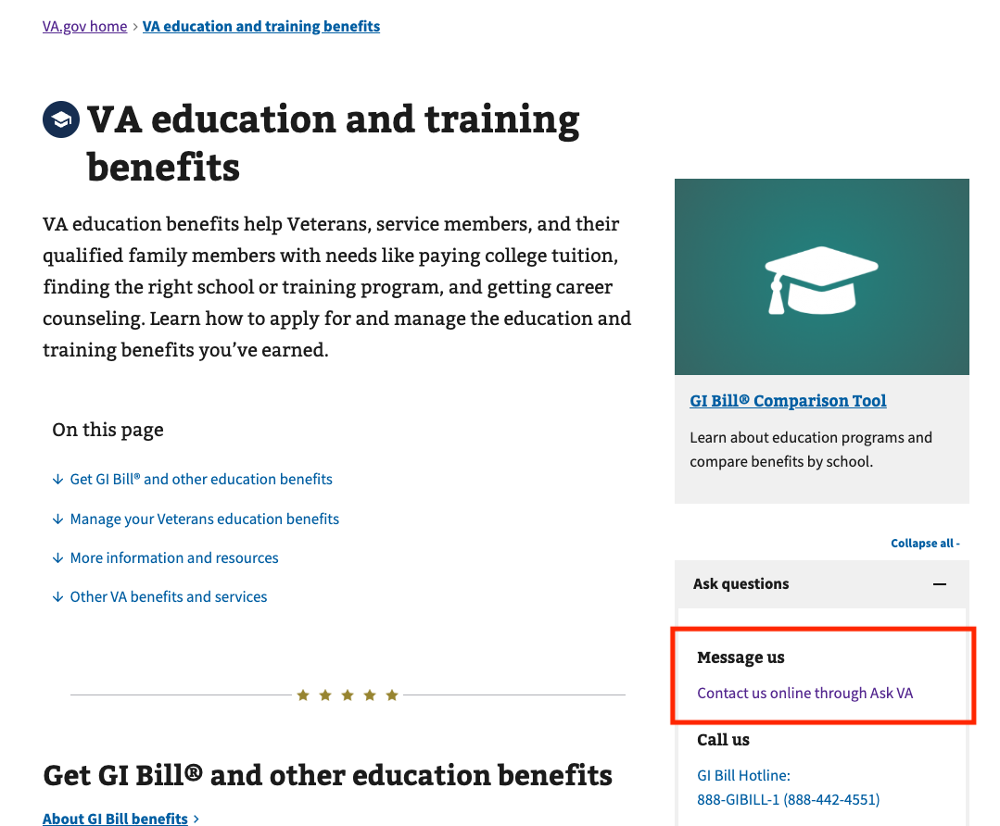 VA.gov home › VA education and training benefits
VA education and training
benefits
VA education benefits help Veterans, service members, and their
qualified family members with needs like paying college tuition,
finding the right school or training program, and getting career
counseling. Learn how to apply for and manage the education and
training benefits you’ve earned.
On this page
↓ Get GI Bill® and other education benefits
↓ Manage your Veterans education benefits
↓ More information and resources
↓ Other VA benefits and services
Get GI Bill® and other education benefits
About GI Bill benefits ›
GI Bill® Comparison Tool
Learn about education programs and
compare benefits by school.
Collapse all -
Ask questions
Message us
Contact us online through Ask VA
Call us
GI Bill Hotline:
888-GIBILL-1 (888-442-4551)